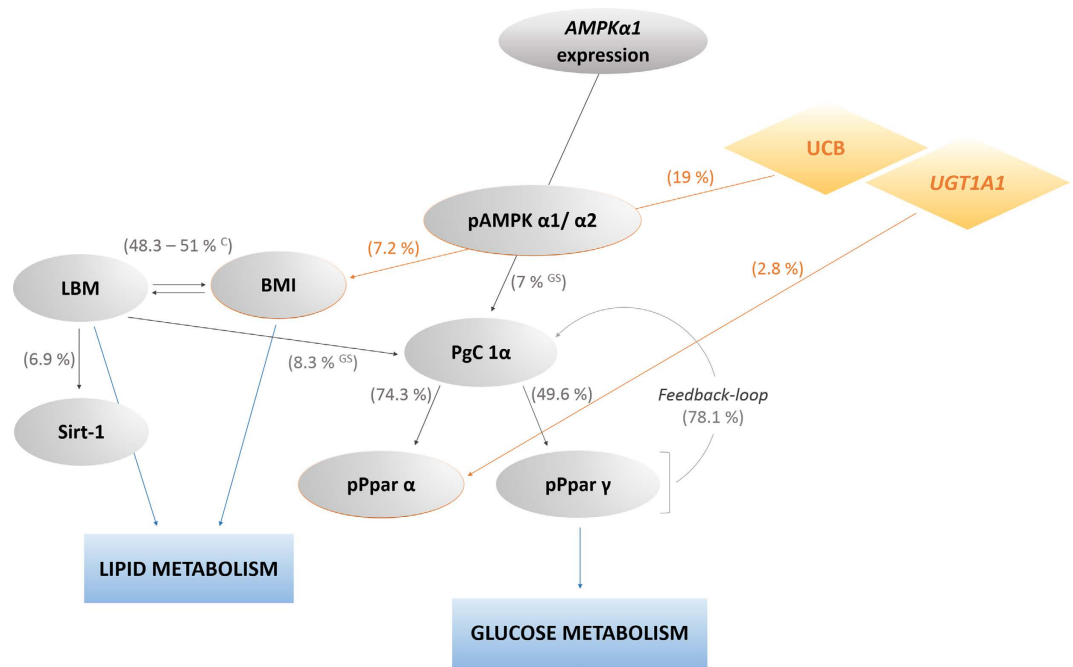 AMPKα1
expression
UCB
UGT1A1
(19 %)
pAMPK α1/ α2
(48.3 – 51 % C)
(7.2 %)
(2.8 %)
LBM
BMI
(7 % GS)
PgC 1α
(6.9 %)
(8.3 % GS)
(74.3 %)
(49.6 %)
Feedback-loop
(78.1 %)
Sirt-1
pPpar α
pPpar γ
LIPID METABOLISM
GLUCOSE METABOLISM